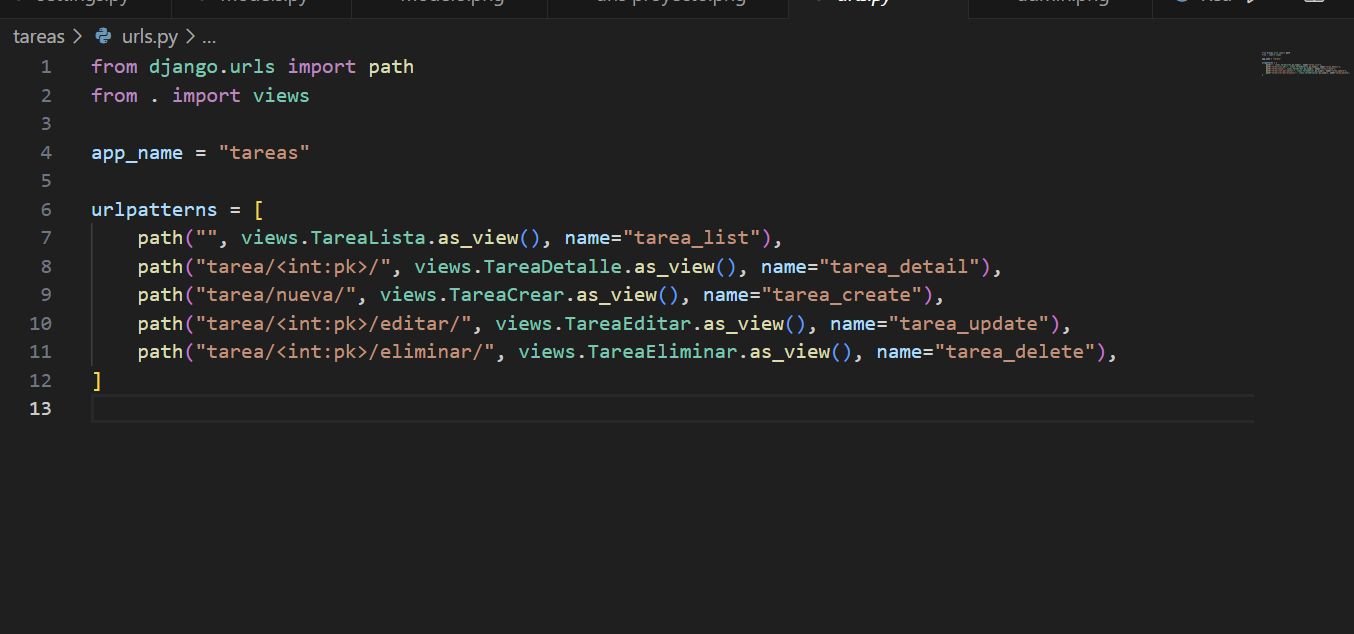 tareas > urls.py > ...
1 from django.urls import path
2 from . import views
3
4 app_name = "tareas"
5
6 urlpatterns = [
7     path("", views.TareaLista.as_view(), name="tarea_list"),
8     path("tarea/<int:pk>/", views.TareaDetalle.as_view(), name="tarea_detail"),
9     path("tarea/nueva/", views.TareaCrear.as_view(), name="tarea_create"),
10     path("tarea/<int:pk>/editar/", views.TareaEditar.as_view(), name="tarea_update"),
11     path("tarea/<int:pk>/eliminar/", views.TareaEliminar.as_view(), name="tarea_delete"),
12 ]
13